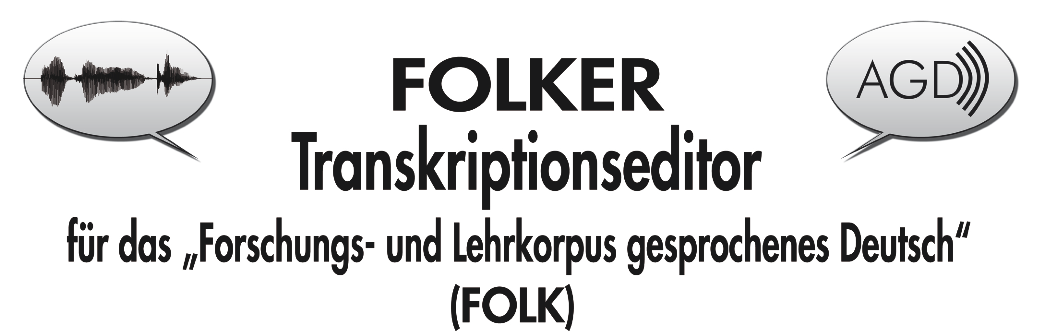 FOLKER
AGD
Transkriptionseditor
für das „Forschungs- und Lehrkorpus gesprochenes Deutsch“
(FOLK)